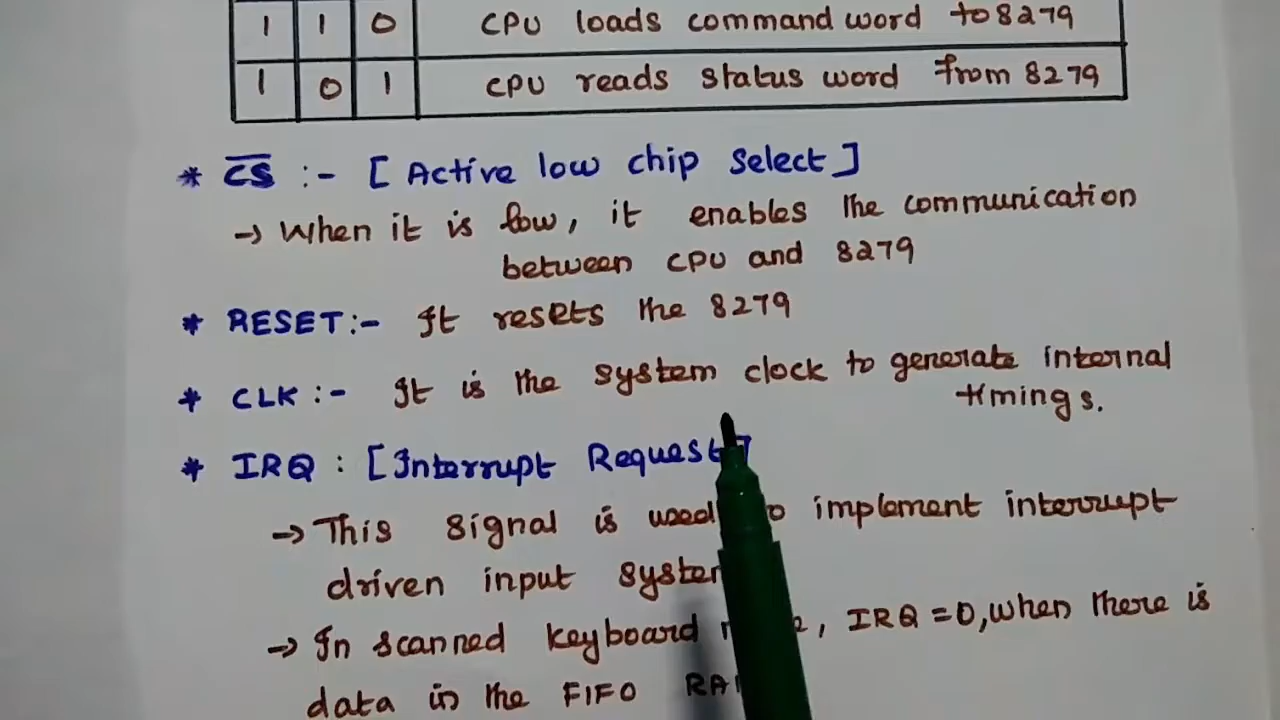 1 1 0 CPU loads command word to 8279
1 0 1 CPU reads status word from 8279
* C̅S̅ :- [Active low chip select]
→ When it is low, it enables the communication
between CPU and 8279
* RESET:- It resets the 8279
* CLK:- It is the system clock to generate internal
timings.
* IRQ : [Interrupt Request]
→ This signal is used to implement interrupt
driven input system
→ In scanned keyboard , IRQ = 0, when there is
data in the FIFO